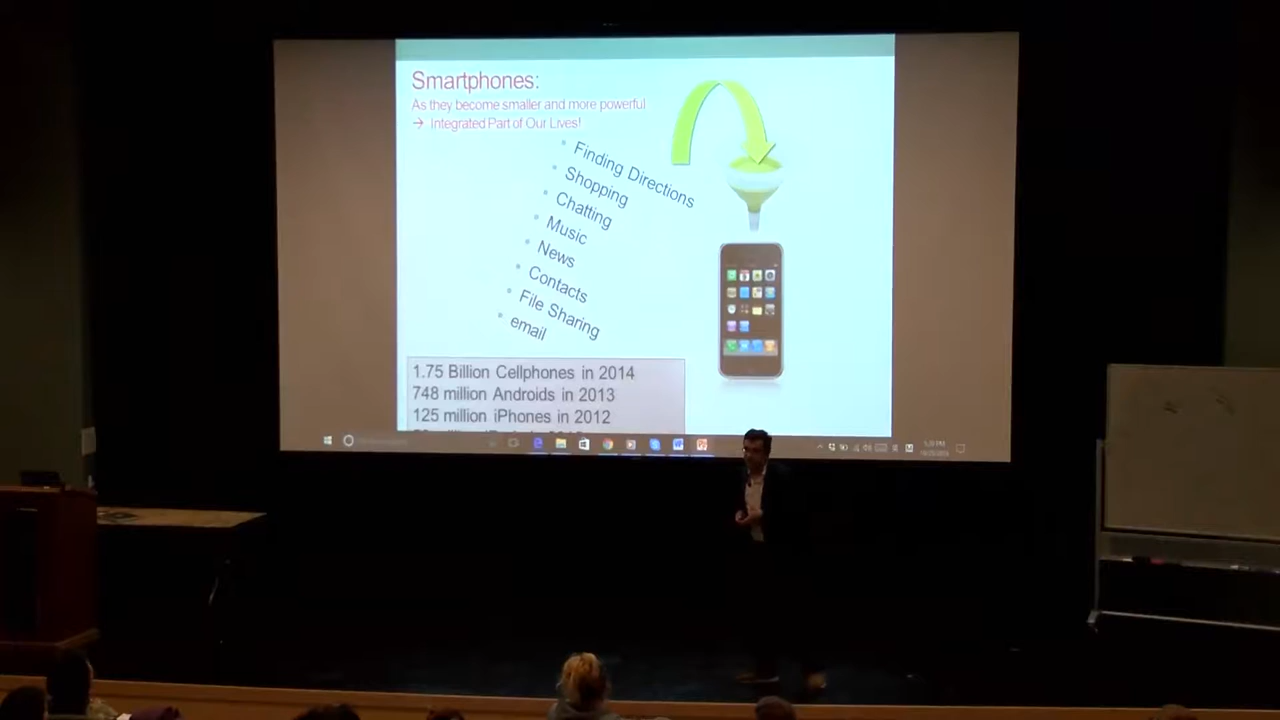 Smartphones:
As they become smaller and more powerful
→ Integrated Part of Our Lives!
• Finding Directions
• Shopping
• Chatting
• Music
• News
• Contacts
• File Sharing
• email
1.75 Billion Cellphones in 2014
748 million Androids in 2013
125 million iPhones in 2012